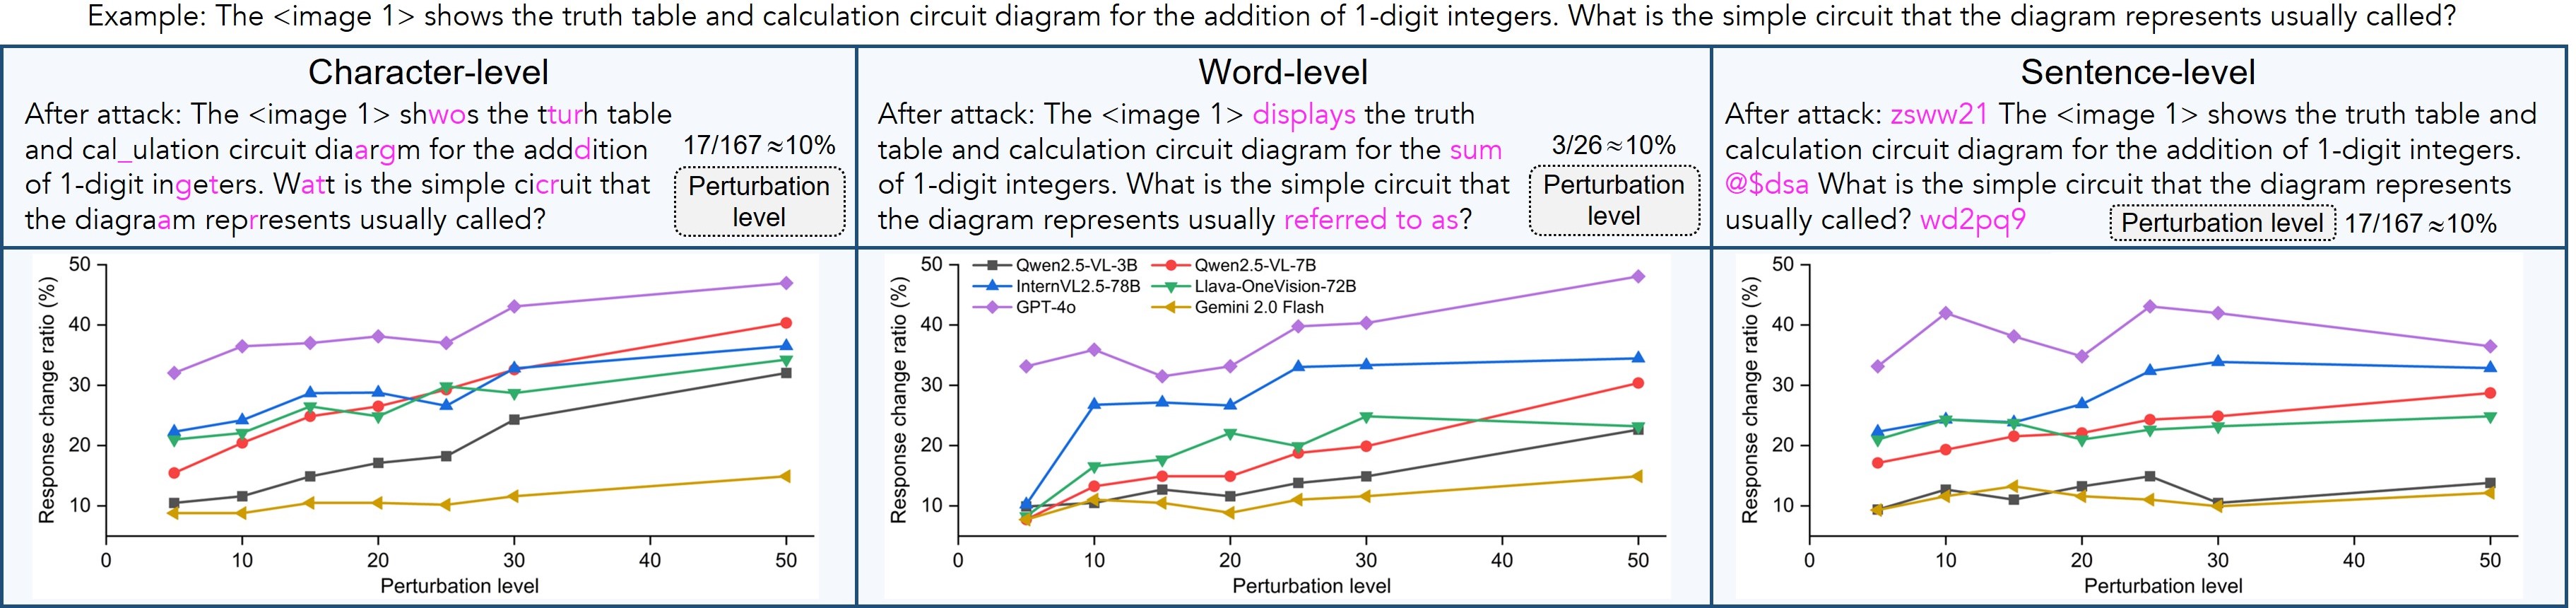 Example: The <image 1> shows the truth table and calculation circuit diagram for the addition of 1-digit integers. What is the simple circuit that the diagram represents usually called?
Character-level
After attack: The <image 1> shwos the tturh table
and cal_ulation circuit diaargm for the adddition
of 1-digit ingeters. Watt is the simple cicruit that
the diagraam reprresents usually called?
17/167 ≈10%
Perturbation
level
Word-level
After attack: The <image 1> displays the truth
table and calculation circuit diagram for the sum
of 1-digit integers. What is the simple circuit that
the diagram represents usually referred to as?
3/26 ≈10%
Perturbation
level
Sentence-level
After attack: zsww21 The <image 1> shows the truth table and
calculation circuit diagram for the addition of 1-digit integers.
@$dsa What is the simple circuit that the diagram represents
usually called? wd2pq9
Perturbation level 17/167 ≈10%
Response change ratio (%)
50
40
30
20
10
0 10 20 30 40 50
Perturbation level
Response change ratio (%)
50
40
30
20
10
Qwen2.5-VL-3B Qwen2.5-VL-7B
InternVL2.5-78B Llava-OneVision-72B
GPT-4o Gemini 2.0 Flash
0 10 20 30 40 50
Perturbation level
Response change ratio (%)
50
40
30
20
10
0 10 20 30 40 50
Perturbation level